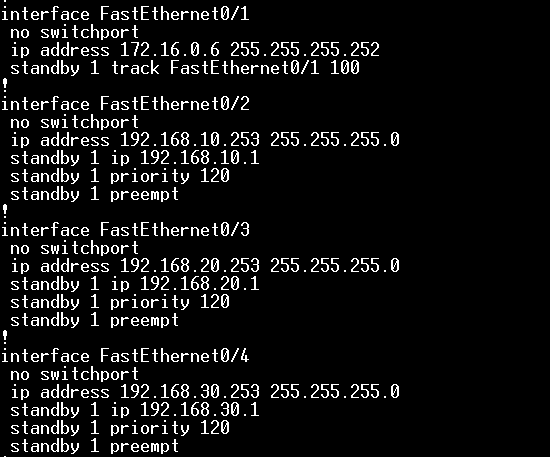 interface FastEthernet0/1
no switchport
ip address 172.16.0.6 255.255.255.252
standby 1 track FastEthernet0/1 100
!
interface FastEthernet0/2
no switchport
ip address 192.168.10.253 255.255.255.0
standby 1 ip 192.168.10.1
standby 1 priority 120
standby 1 preempt
!
interface FastEthernet0/3
no switchport
ip address 192.168.20.253 255.255.255.0
standby 1 ip 192.168.20.1
standby 1 priority 120
standby 1 preempt
!
interface FastEthernet0/4
no switchport
ip address 192.168.30.253 255.255.255.0
standby 1 ip 192.168.30.1
standby 1 priority 120
standby 1 preempt